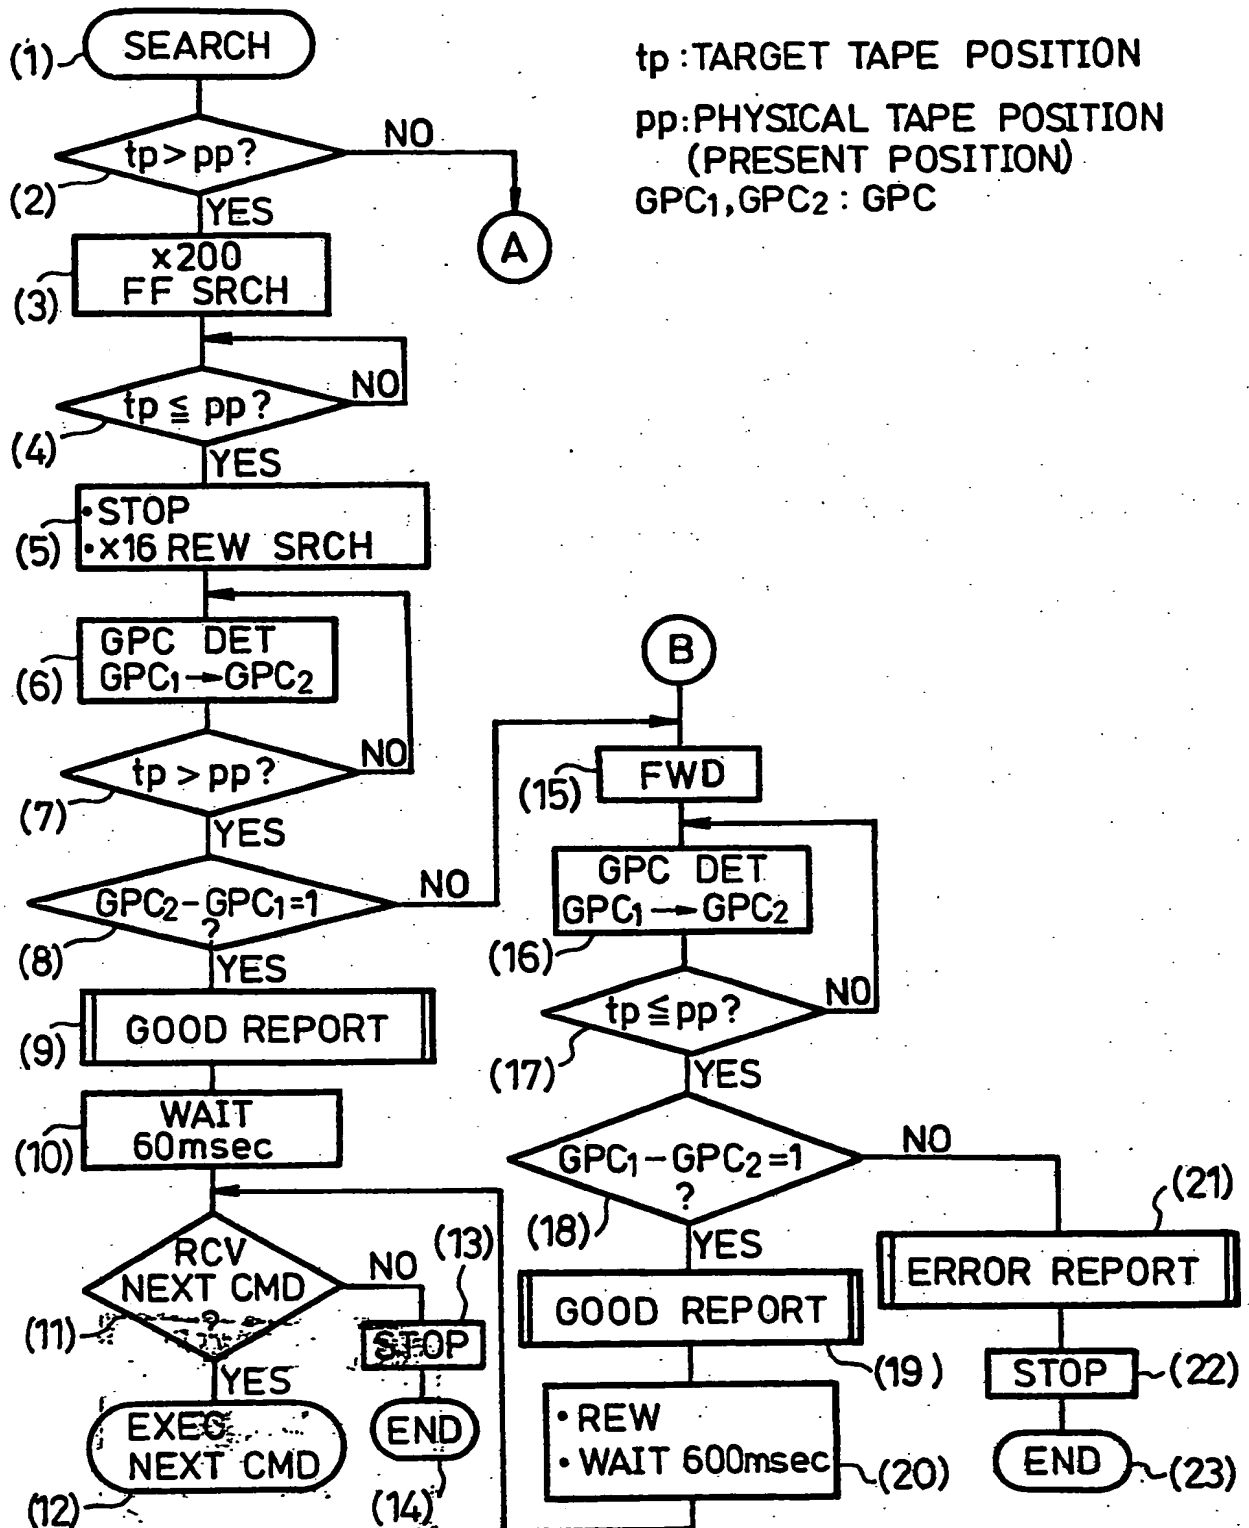 (1)
SEARCH
tp : TARGET TAPE POSITION
pp : PHYSICAL TAPE POSITION
(PRESENT POSITION)
GPC₁, GPC₂ : GPC
(2)
tp > pp ?
NO
YES
A
(3)
x200
FF SRCH
(4)
tp ≦ pp ?
NO
YES
(5)
• STOP
• x16 REW SRCH
(6)
GPC DET
GPC₁ → GPC₂
(7)
tp > pp ?
NO
YES
(8)
GPC₂ - GPC₁ = 1
?
NO
YES
(9)
GOOD REPORT
(10)
WAIT
60msec
(11)
RCV
NEXT CMD
?
NO
YES
(12)
EXEC
NEXT CMD
(13)
STOP
END
(14)
B
(15)
FWD
GPC DET
GPC₁ → GPC₂
(16)
tp ≦ pp ?
NO
(17)
YES
GPC₁ - GPC₂ = 1
?
NO
(18)
YES
GOOD REPORT
(19)
• REW
• WAIT 600msec
(20)
(21)
ERROR REPORT
STOP
(22)
END
(23)